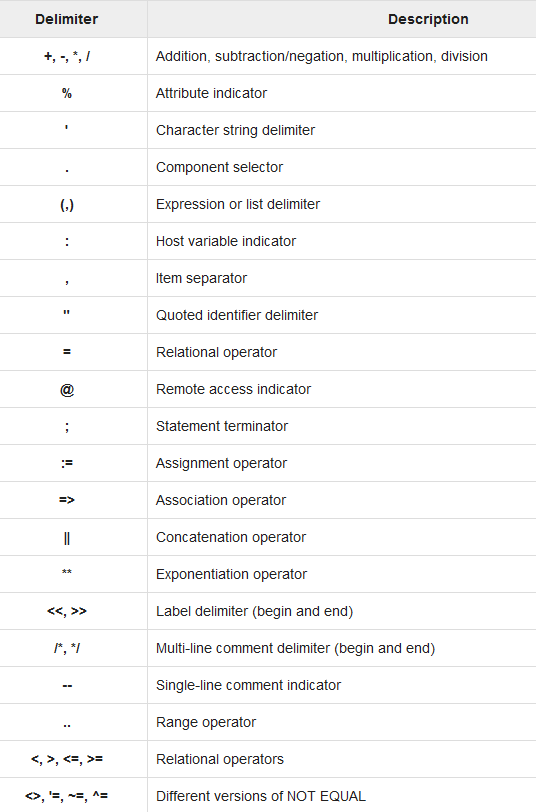 Delimiter Description
+, -, *, / Addition, subtraction/negation, multiplication, division
% Attribute indicator
' Character string delimiter
. Component selector
(,) Expression or list delimiter
: Host variable indicator
, Item separator
" Quoted identifier delimiter
= Relational operator
@ Remote access indicator
; Statement terminator
:= Assignment operator
=> Association operator
|| Concatenation operator
** Exponentiation operator
<<, >> Label delimiter (begin and end)
/*, */ Multi-line comment delimiter (begin and end)
-- Single-line comment indicator
.. Range operator
<, >, <=, >= Relational operators
<>, '=, ~=, ^= Different versions of NOT EQUAL